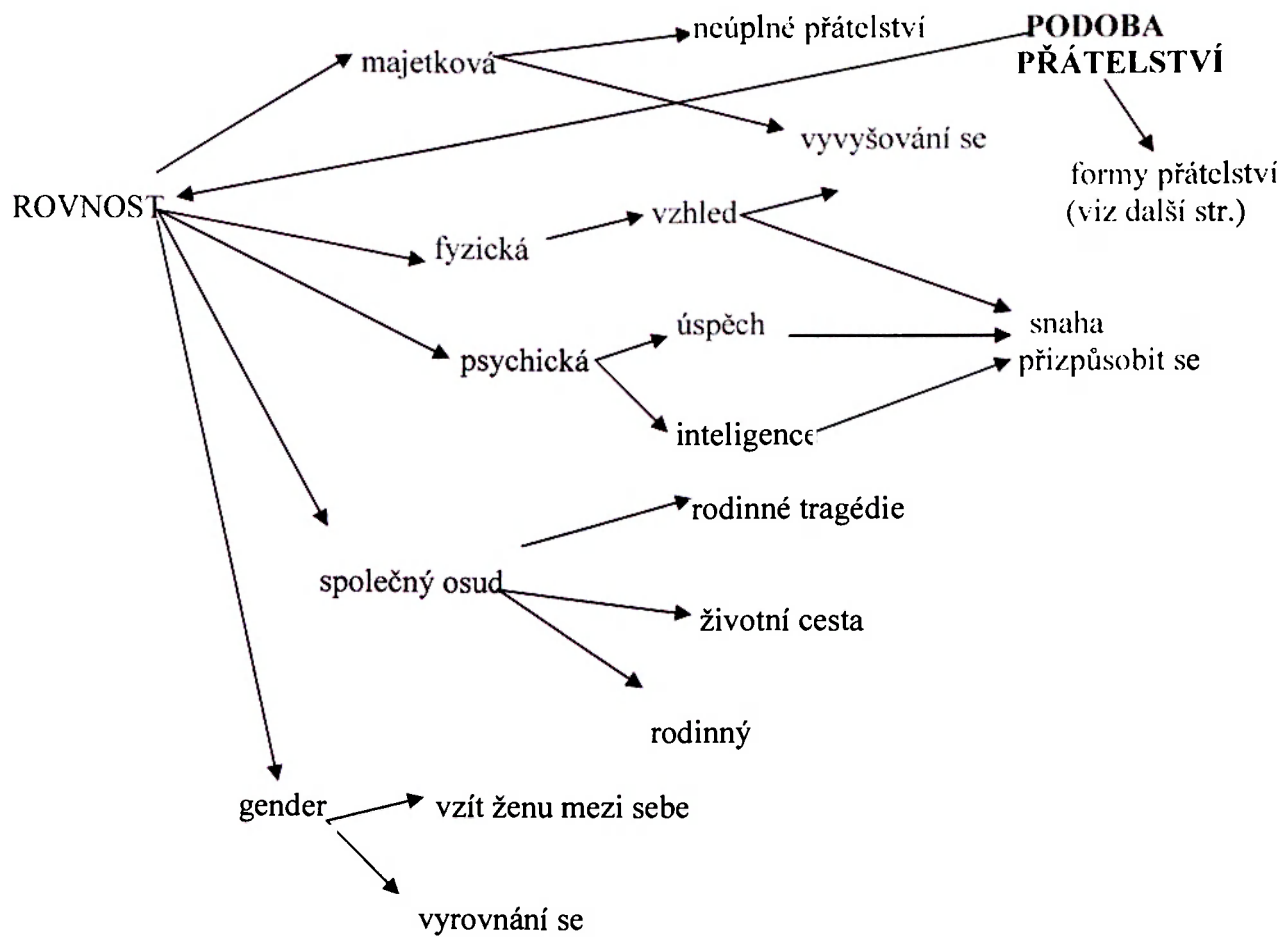 neúplné přátelství
PODOBA
PŘÁTELSTVÍ
majetková
vyvyšování se
formy přátelství
(viz další str.)
ROVNOST
vzhled
fyzická
úspěch
snaha
přizpůsobit se
psychická
inteligence
rodinné tragédie
společný osud
životní cesta
rodinný
gender
vzít ženu mezi sebe
vyrovnání se